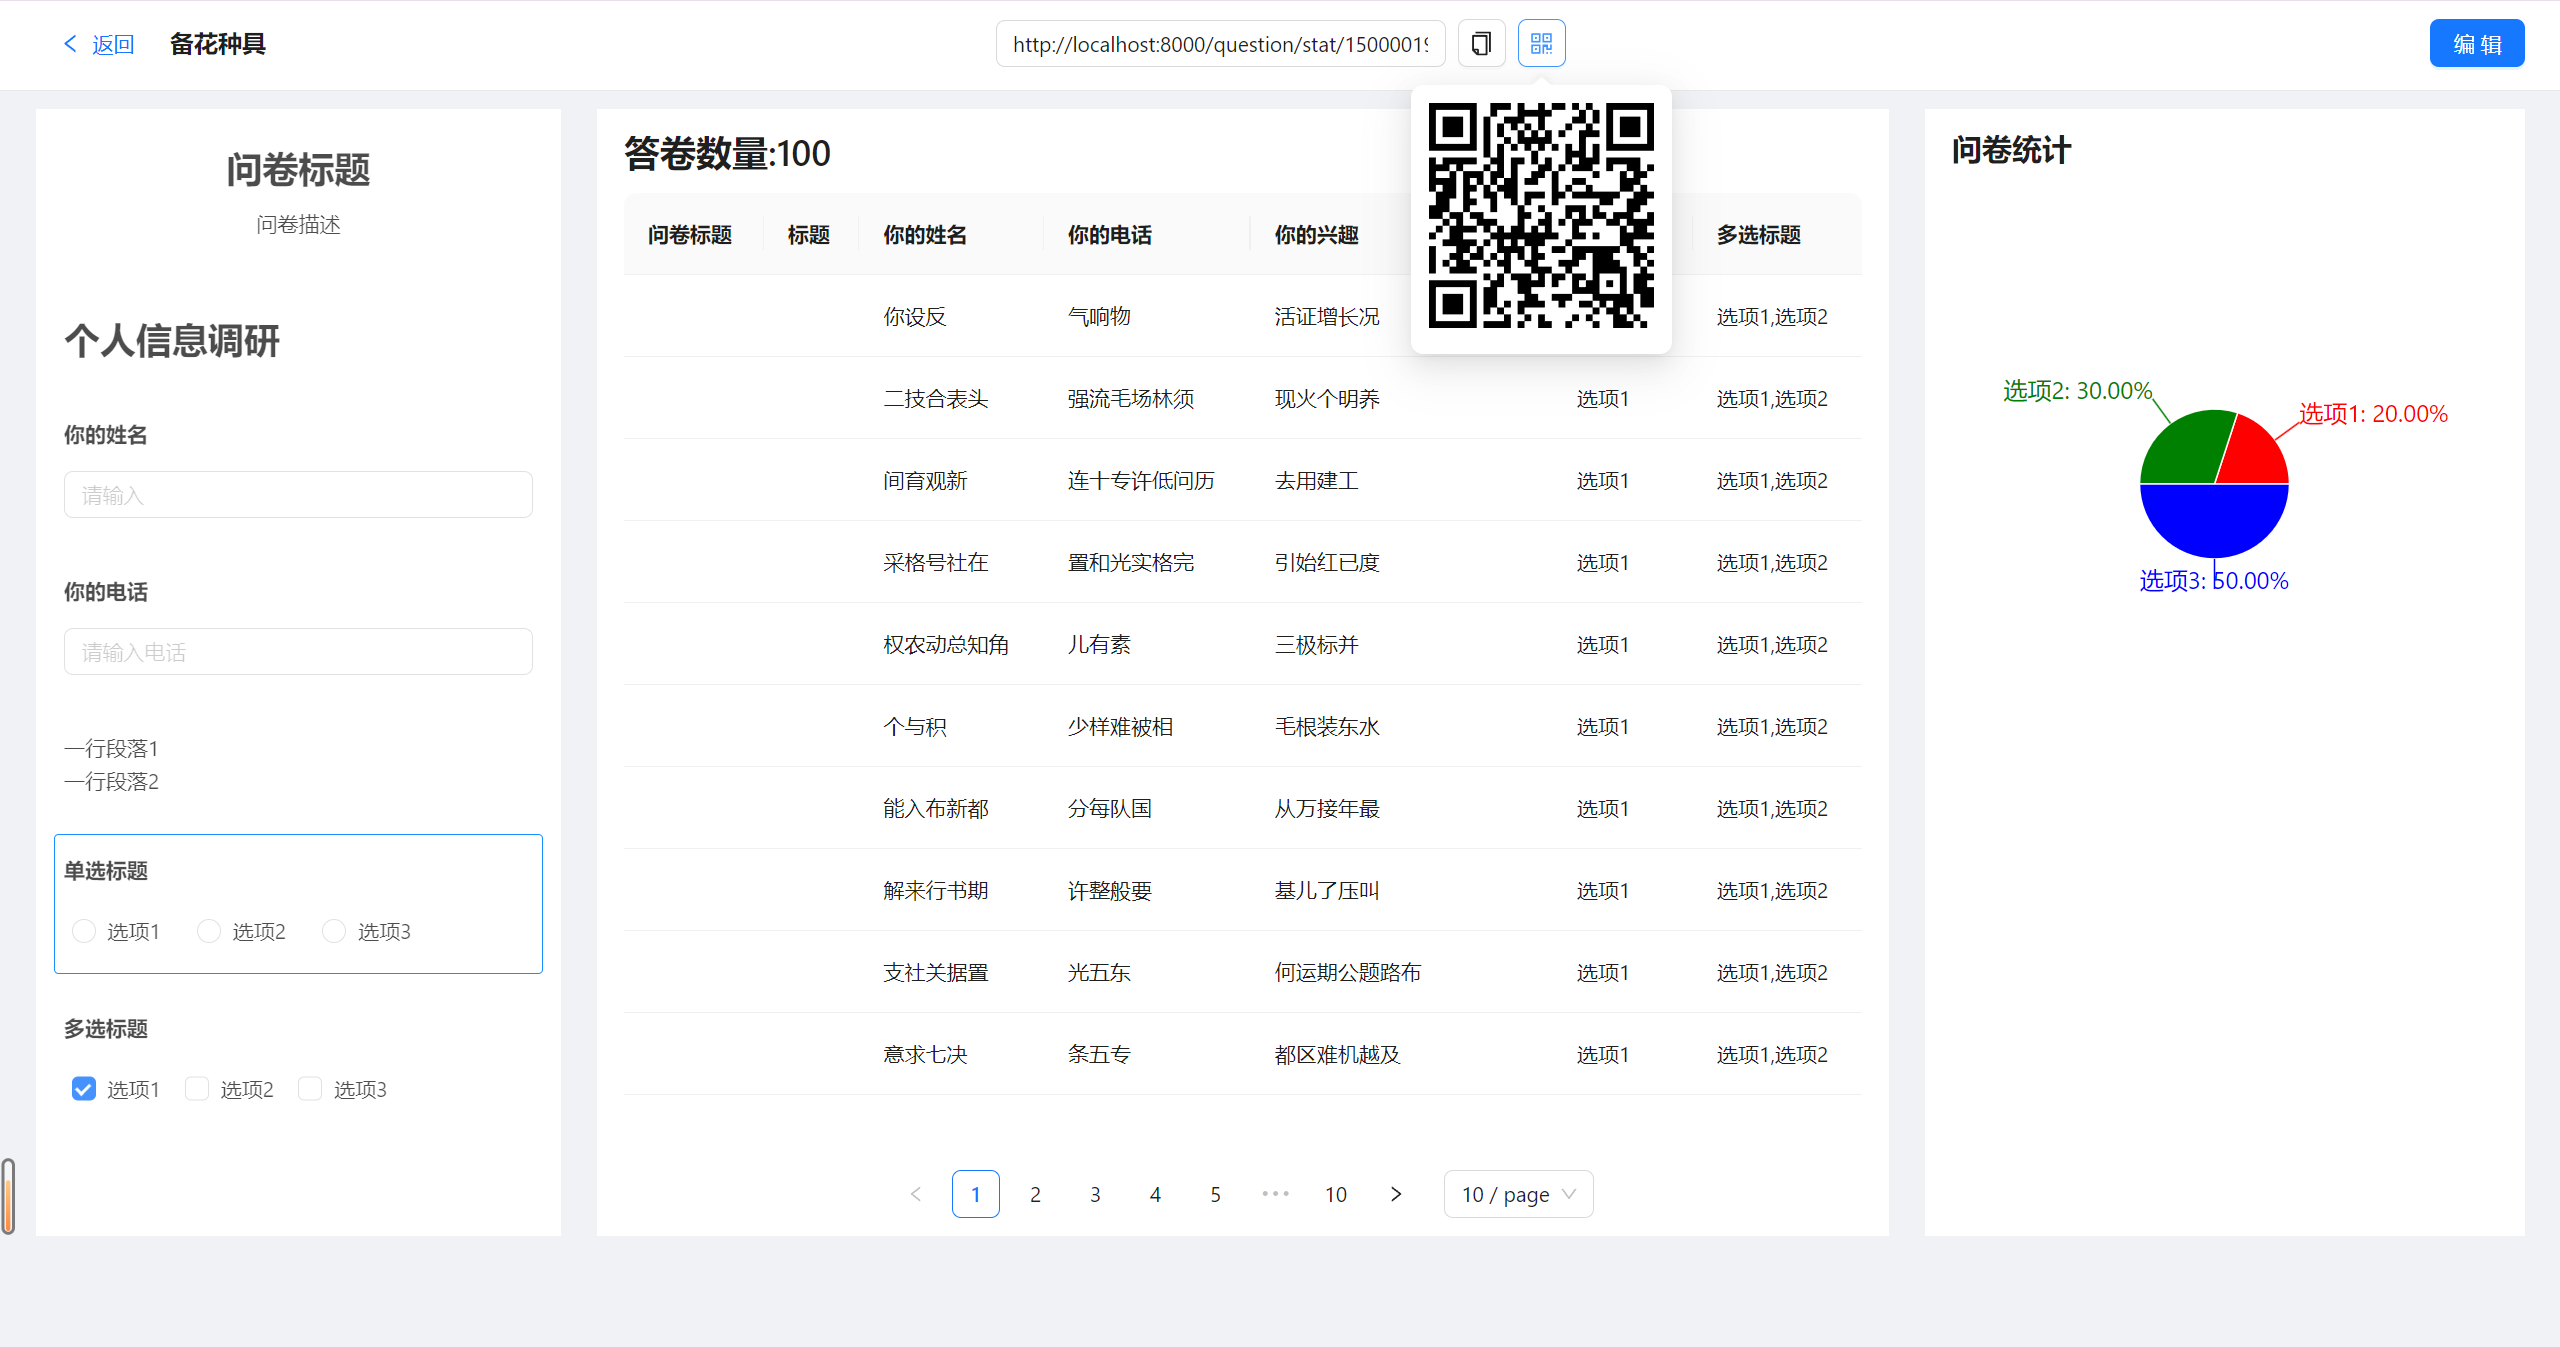 返回 备花种具
http://localhost:8000/question/stat/1500001
编 辑
问卷标题
问卷描述
个人信息调研
你的姓名
请输入
你的电话
请输入电话
一行段落1
一行段落2
单选标题
选项1 选项2 选项3
多选标题
选项1 选项2 选项3
答卷数量:100
问卷标题 标题 你的姓名 你的电话 你的兴趣 多选标题
你设反 气响物 活证增长况 选项1,选项2
二技合表头 强流毛场林须 现火个明养 选项1 选项1,选项2
间育观新 连十专许低问历 去用建工 选项1 选项1,选项2
采格号社在 置和光实格完 引始红已度 选项1 选项1,选项2
权农动总知角 儿有素 三极标并 选项1 选项1,选项2
个与积 少样难被相 毛根装东水 选项1 选项1,选项2
能入布新都 分每队国 从万接年最 选项1 选项1,选项2
解来行书期 许整般要 基儿了压叫 选项1 选项1,选项2
支社关据置 光五东 何运期公题路布 选项1 选项1,选项2
意求七决 条五专 都区难机越及 选项1 选项1,选项2
1 2 3 4 5 ••• 10 10 / page
问卷统计
选项2: 30.00%
选项1: 20.00%
选项3: 50.00%